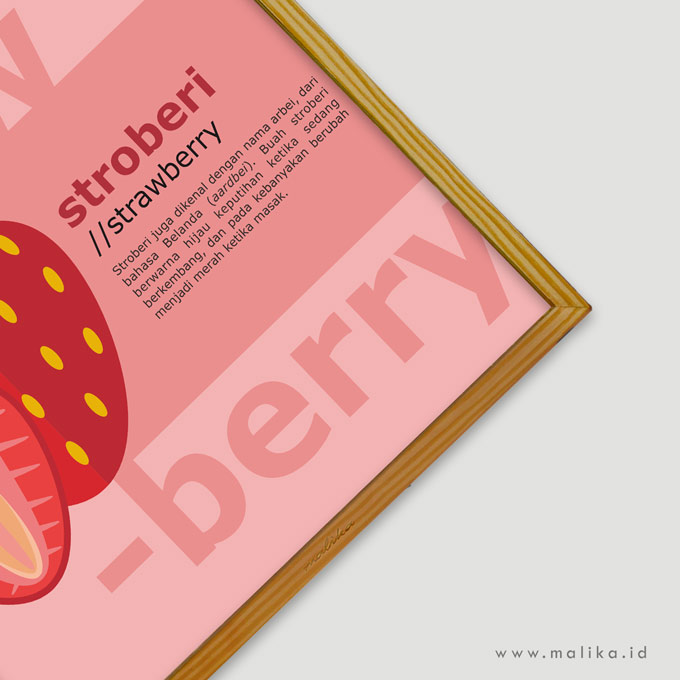 stroberi
//strawberry
Stroberi juga dikenal dengan nama arbei, dari
bahasa Belanda (aardbei). Buah stroberi
berwarna hijau keputihan ketika sedang
berkembang, dan pada kebanyakan berubah
menjadi merah ketika masak.
-berry
www.malika.id